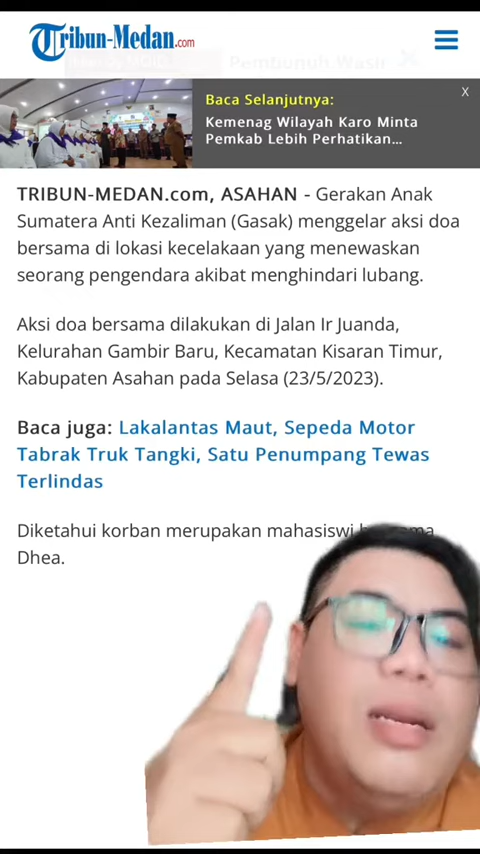 Tribun-Medan.com
Pembunuh Wasit
Baca Selanjutnya:
X
Kemenag Wilayah Karo Minta
Pemkab Lebih Perhatikan...
TRIBUN-MEDAN.com, ASAHAN - Gerakan Anak
Sumatera Anti Kezaliman (Gasak) menggelar aksi doa
bersama di lokasi kecelakaan yang menewaskan
seorang pengendara akibat menghindari lubang.
Aksi doa bersama dilakukan di Jalan Ir Juanda,
Kelurahan Gambir Baru, Kecamatan Kisaran Timur,
Kabupaten Asahan pada Selasa (23/5/2023).
Baca juga: Lakalantas Maut, Sepeda Motor
Tabrak Truk Tangki, Satu Penumpang Tewas
Terlindas
Diketahui korban merupakan mahasiswi
Dhea.